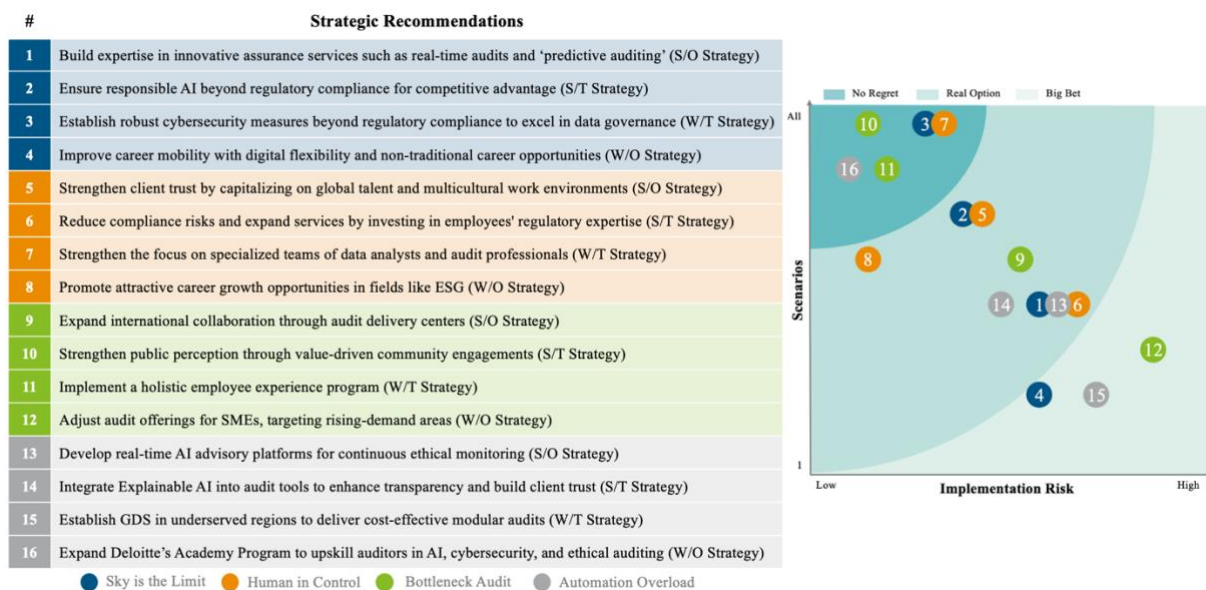 # Strategic Recommendations
1 Build expertise in innovative assurance services such as real-time audits and ‘predictive auditing’ (S/O Strategy)
2 Ensure responsible AI beyond regulatory compliance for competitive advantage (S/T Strategy)
3 Establish robust cybersecurity measures beyond regulatory compliance to excel in data governance (W/T Strategy)
4 Improve career mobility with digital flexibility and non-traditional career opportunities (W/O Strategy)
5 Strengthen client trust by capitalizing on global talent and multicultural work environments (S/O Strategy)
6 Reduce compliance risks and expand services by investing in employees' regulatory expertise (S/T Strategy)
7 Strengthen the focus on specialized teams of data analysts and audit professionals (W/T Strategy)
8 Promote attractive career growth opportunities in fields like ESG (W/O Strategy)
9 Expand international collaboration through audit delivery centers (S/O Strategy)
10 Strengthen public perception through value-driven community engagements (S/T Strategy)
11 Implement a holistic employee experience program (W/T Strategy)
12 Adjust audit offerings for SMEs, targeting rising-demand areas (W/O Strategy)
13 Develop real-time AI advisory platforms for continuous ethical monitoring (S/O Strategy)
14 Integrate Explainable AI into audit tools to enhance transparency and build client trust (S/T Strategy)
15 Establish GDS in underserved regions to deliver cost-effective modular audits (W/T Strategy)
16 Expand Deloitte’s Academy Program to upskill auditors in AI, cybersecurity, and ethical auditing (W/O Strategy)
Sky is the Limit Human in Control Bottleneck Audit Automation Overload
No Regret Real Option Big Bet
All
10 3 7
16 11
2 5
8 9
14 1 13 6
12
4 15
Scenarios
1
Low Implementation Risk High